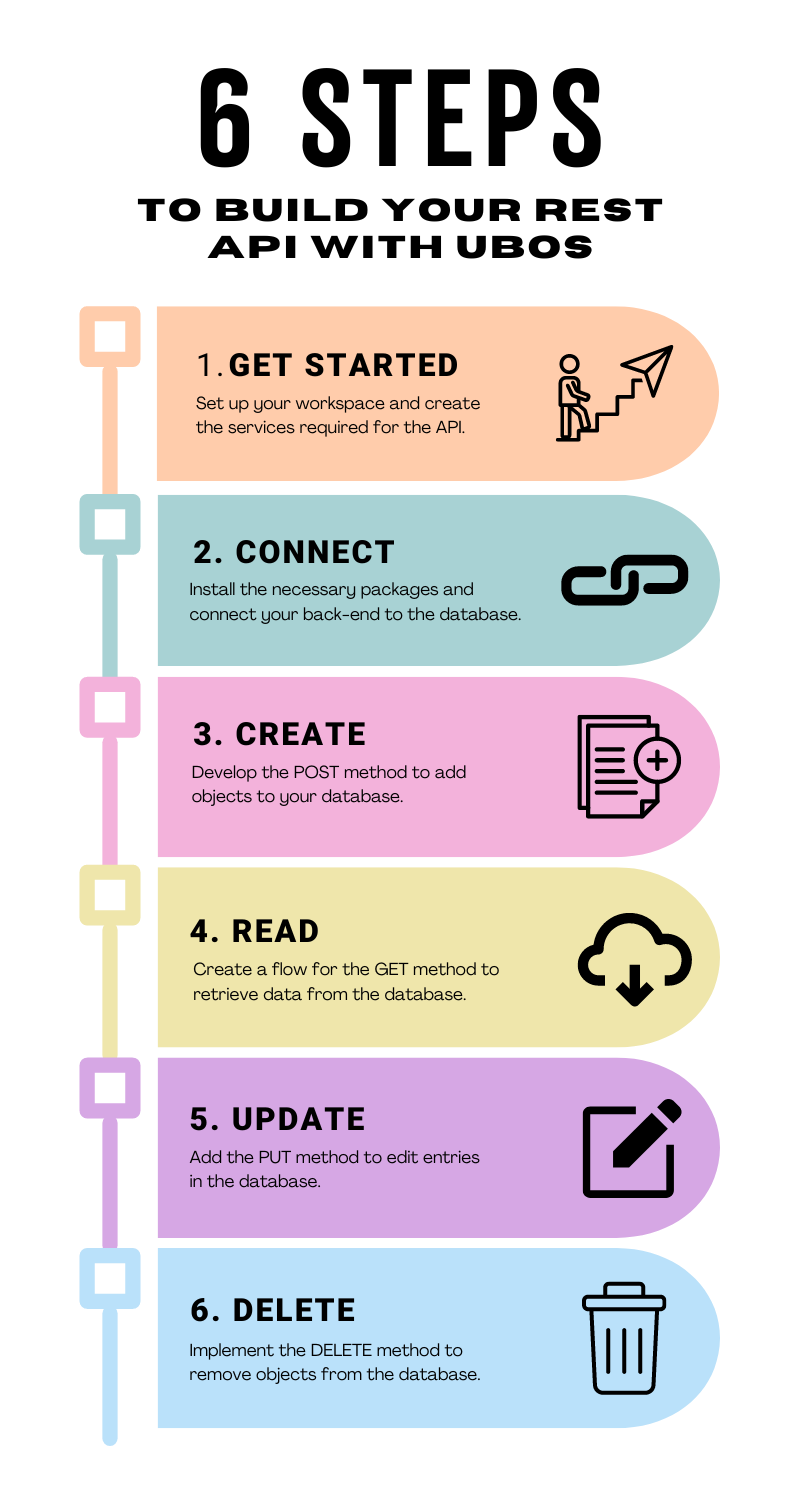 6 STEPS
TO BUILD YOUR REST
API WITH UBOS
1. GET STARTED
Set up your workspace and create
the services required for the API.
2. CONNECT
Install the necessary packages and
connect your back-end to the database.
3. CREATE
Develop the POST method to add
objects to your database.
4. READ
Create a flow for the GET method to
retrieve data from the database.
5. UPDATE
Add the PUT method to edit entries
in the database.
6. DELETE
Implement the DELETE method to
remove objects from the database.